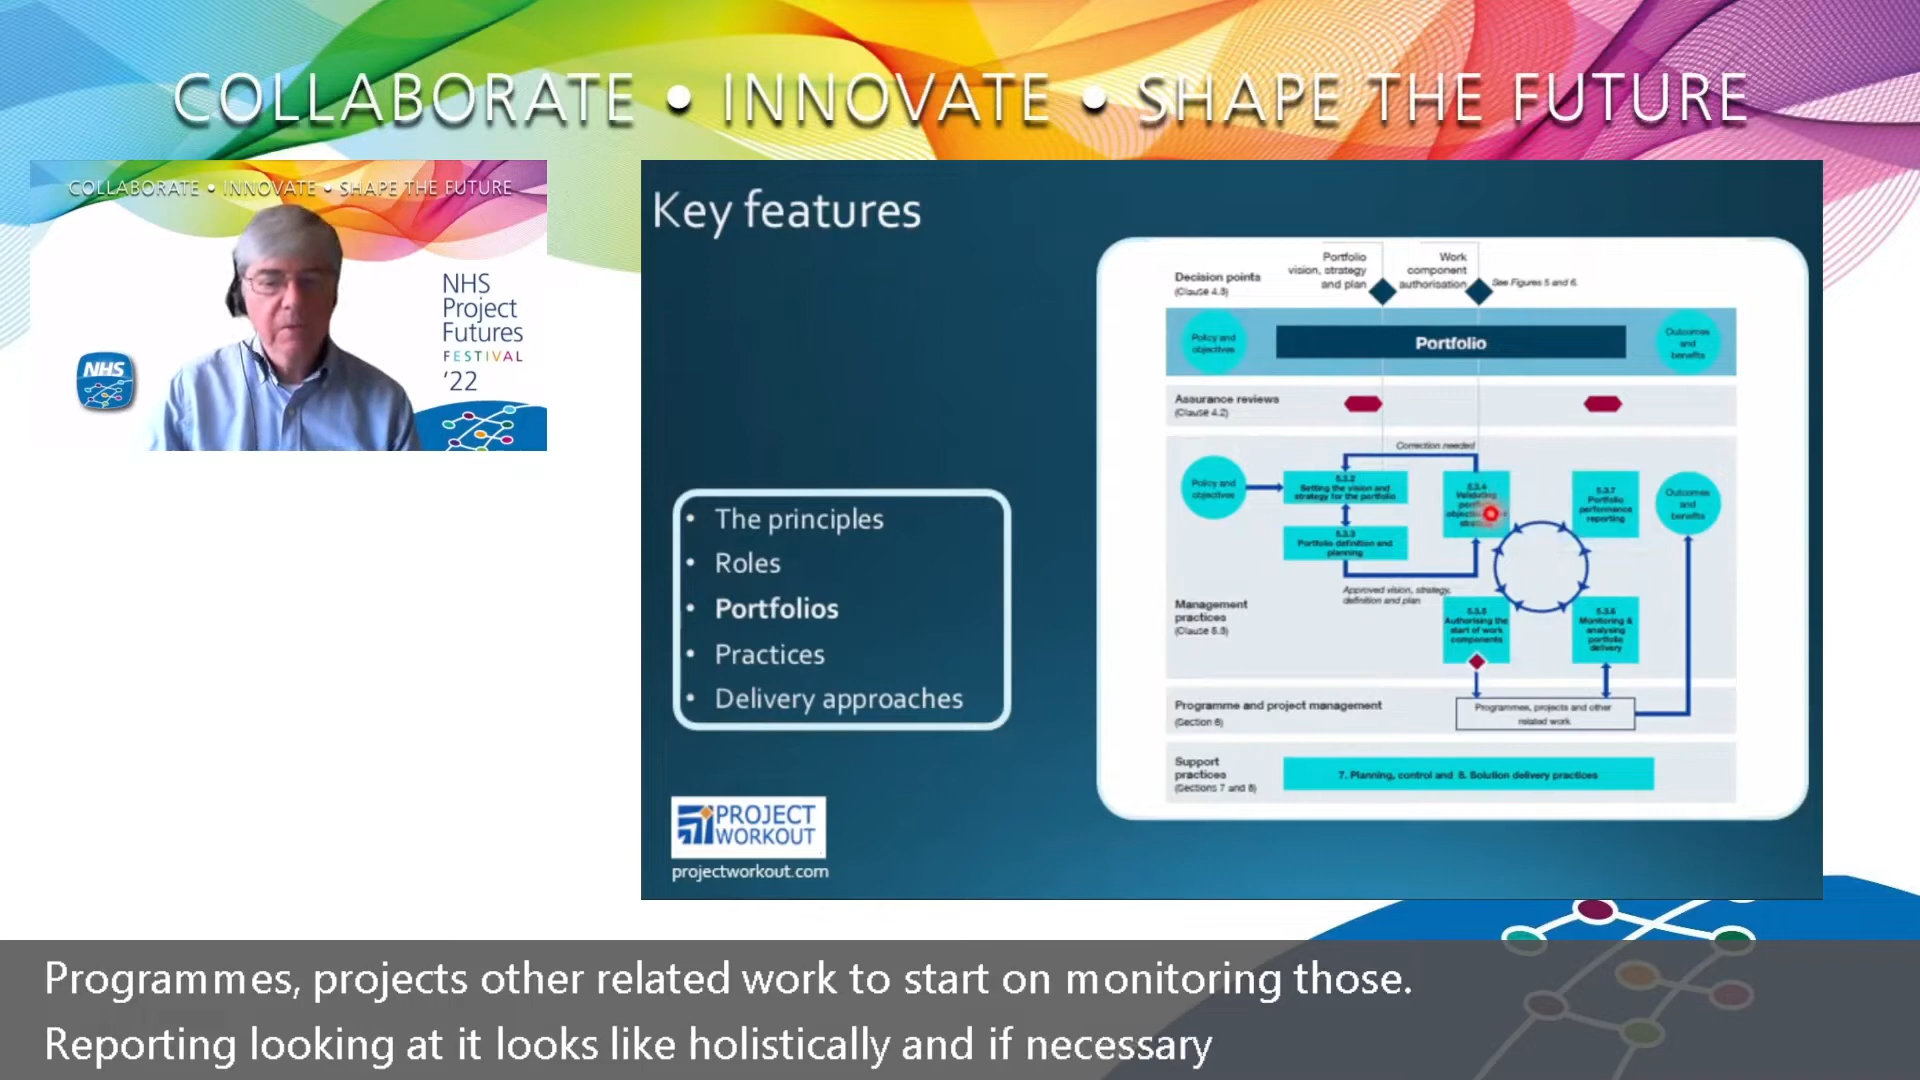 COLLABORATE • INNOVATE • SHAPE THE FUTURE
COLLABORATE • INNOVATE • SHAPE THE FUTURE
NHS
Project
Futures
FESTIVAL
'22
NHS
Key features
• The principles
• Roles
• Portfolios
• Practices
• Delivery approaches
PROJECT
WORKOUT
projectworkout.com
Decision points
(Clause 4.3)
Portfolio
vision, strategy
and plan
Work
component
authorisation
See Figures 5 and 6.
Policy and
objectives
Portfolio
Outcomes
and
benefits
Assurance reviews
(Clause 4.2)
Correction needed
Policy and
objectives
5.3.2
Setting the vision and
strategy for the portfolio
5.3.3
Portfolio definition and
planning
5.3.4
Validating
5.3.7
Portfolio
performance
reporting
Outcomes
and
benefits
Approved vision, strategy,
definition and plan
Management
practices
(Clause 5.3)
5.3.5
Authorising the
start of work
components
5.3.6
Monitoring &
analysing
portfolio
delivery
Programme and project management
(Section 6)
Programmes, projects and other
related work
Support
practices
(Sections 7 and 8)
7. Planning, control and 8. Solution delivery practices
Programmes, projects other related work to start on monitoring those.
Reporting looking at it looks like holistically and if necessary